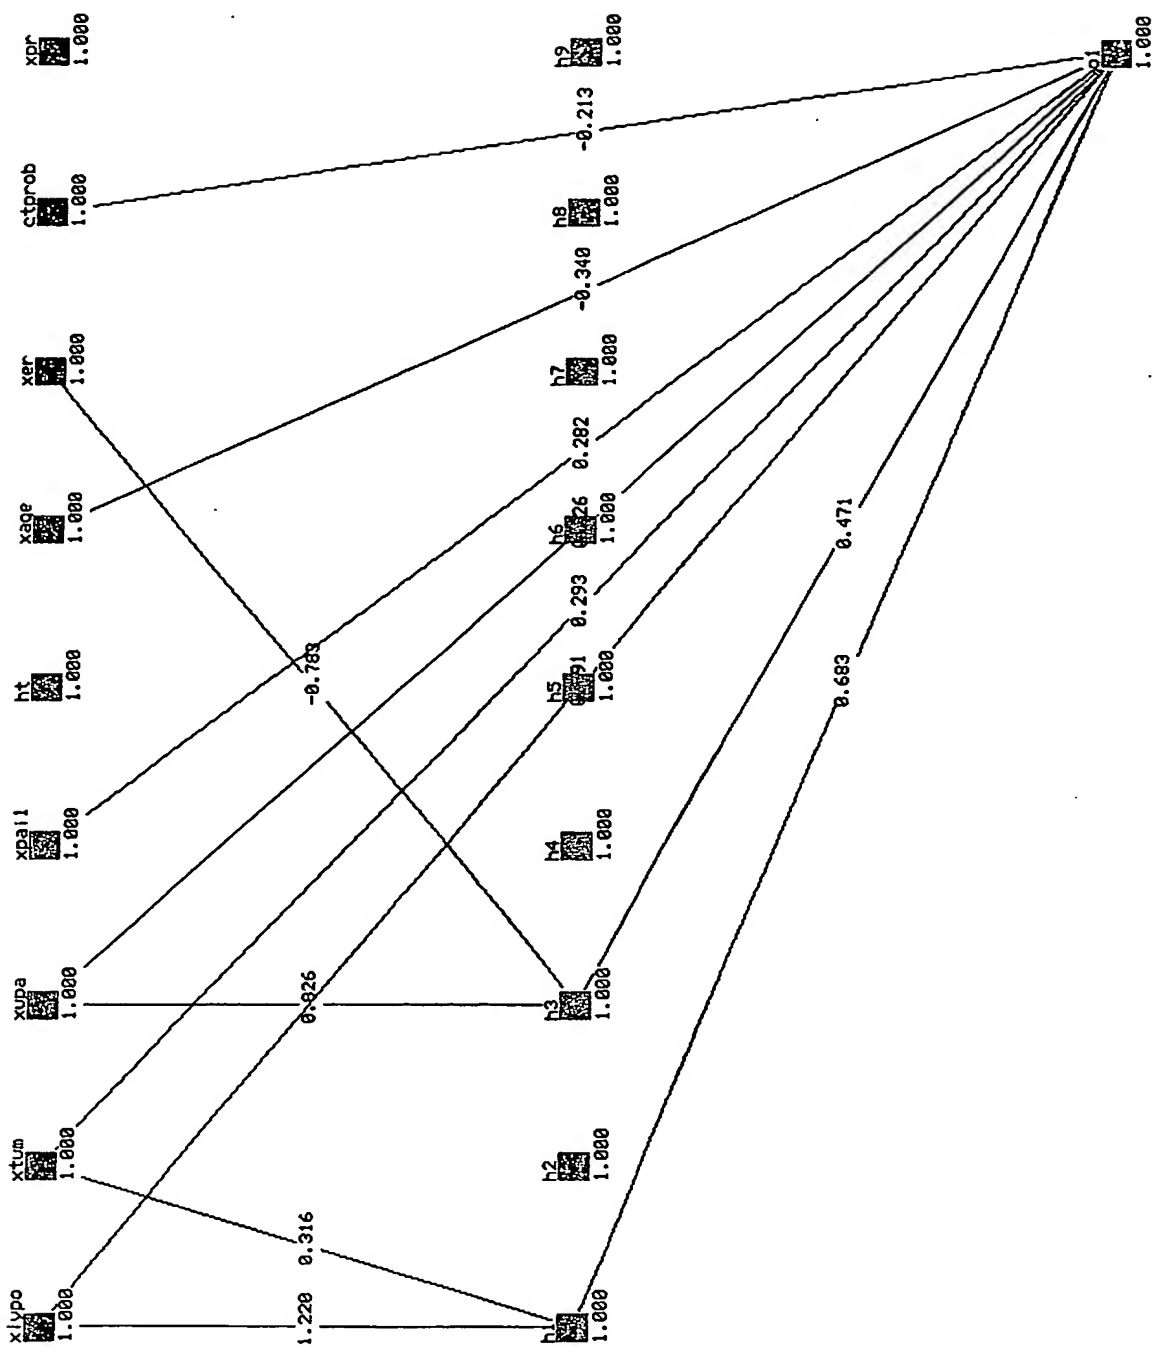 xlypo xtum xupa xpai1 ht xage xer ctprob xpr
1.000 1.000 1.000 1.000 1.000 1.000 1.000 1.000 1.000
1.220 0.316 0.826 -0.783
h1 h2 h3 h4 h5 h6 h7 h8 h9
0.293 0.282 -0.340 -0.213
1.000 1.000 1.000 1.000 1.000 1.000 1.000 1.000 1.000
0.683 0.471
o1
1.000